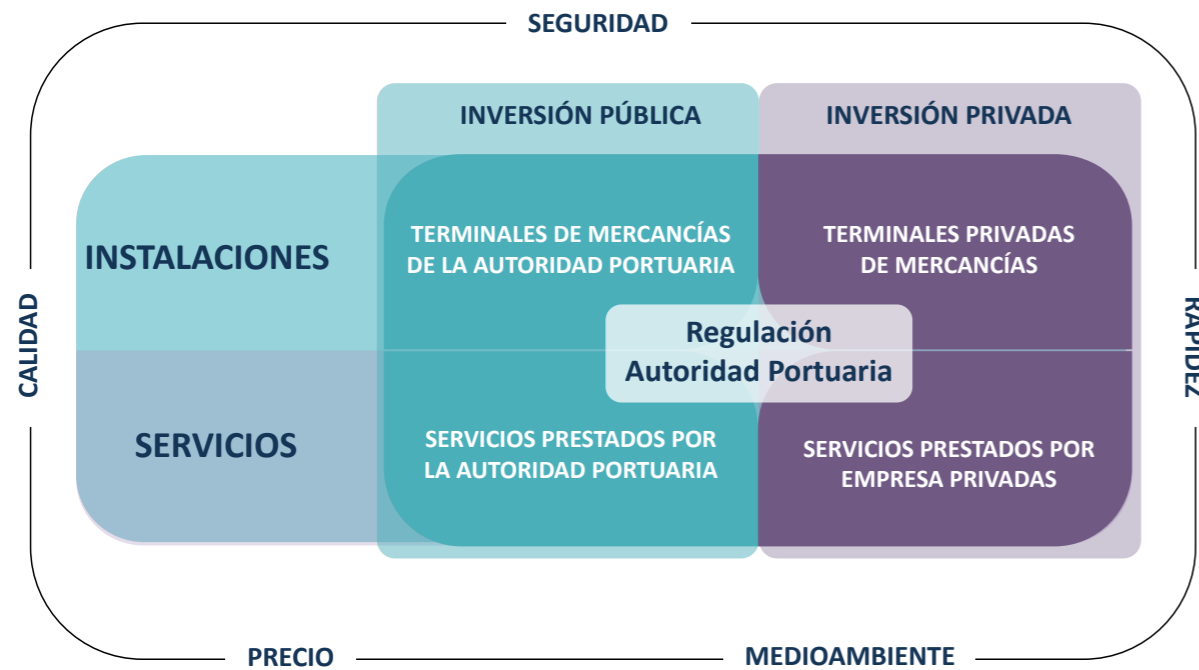 SEGURIDAD
INVERSIÓN PÚBLICA
INVERSIÓN PRIVADA
INSTALACIONES
TERMINALES DE MERCANCÍAS
DE LA AUTORIDAD PORTUARIA
TERMINALES PRIVADAS
DE MERCANCÍAS
CALIDAD
RAPIDEZ
Regulación
Autoridad Portuaria
SERVICIOS
SERVICIOS PRESTADOS POR
LA AUTORIDAD PORTUARIA
SERVICIOS PRESTADOS POR
EMPRESA PRIVADAS
PRECIO
MEDIOAMBIENTE